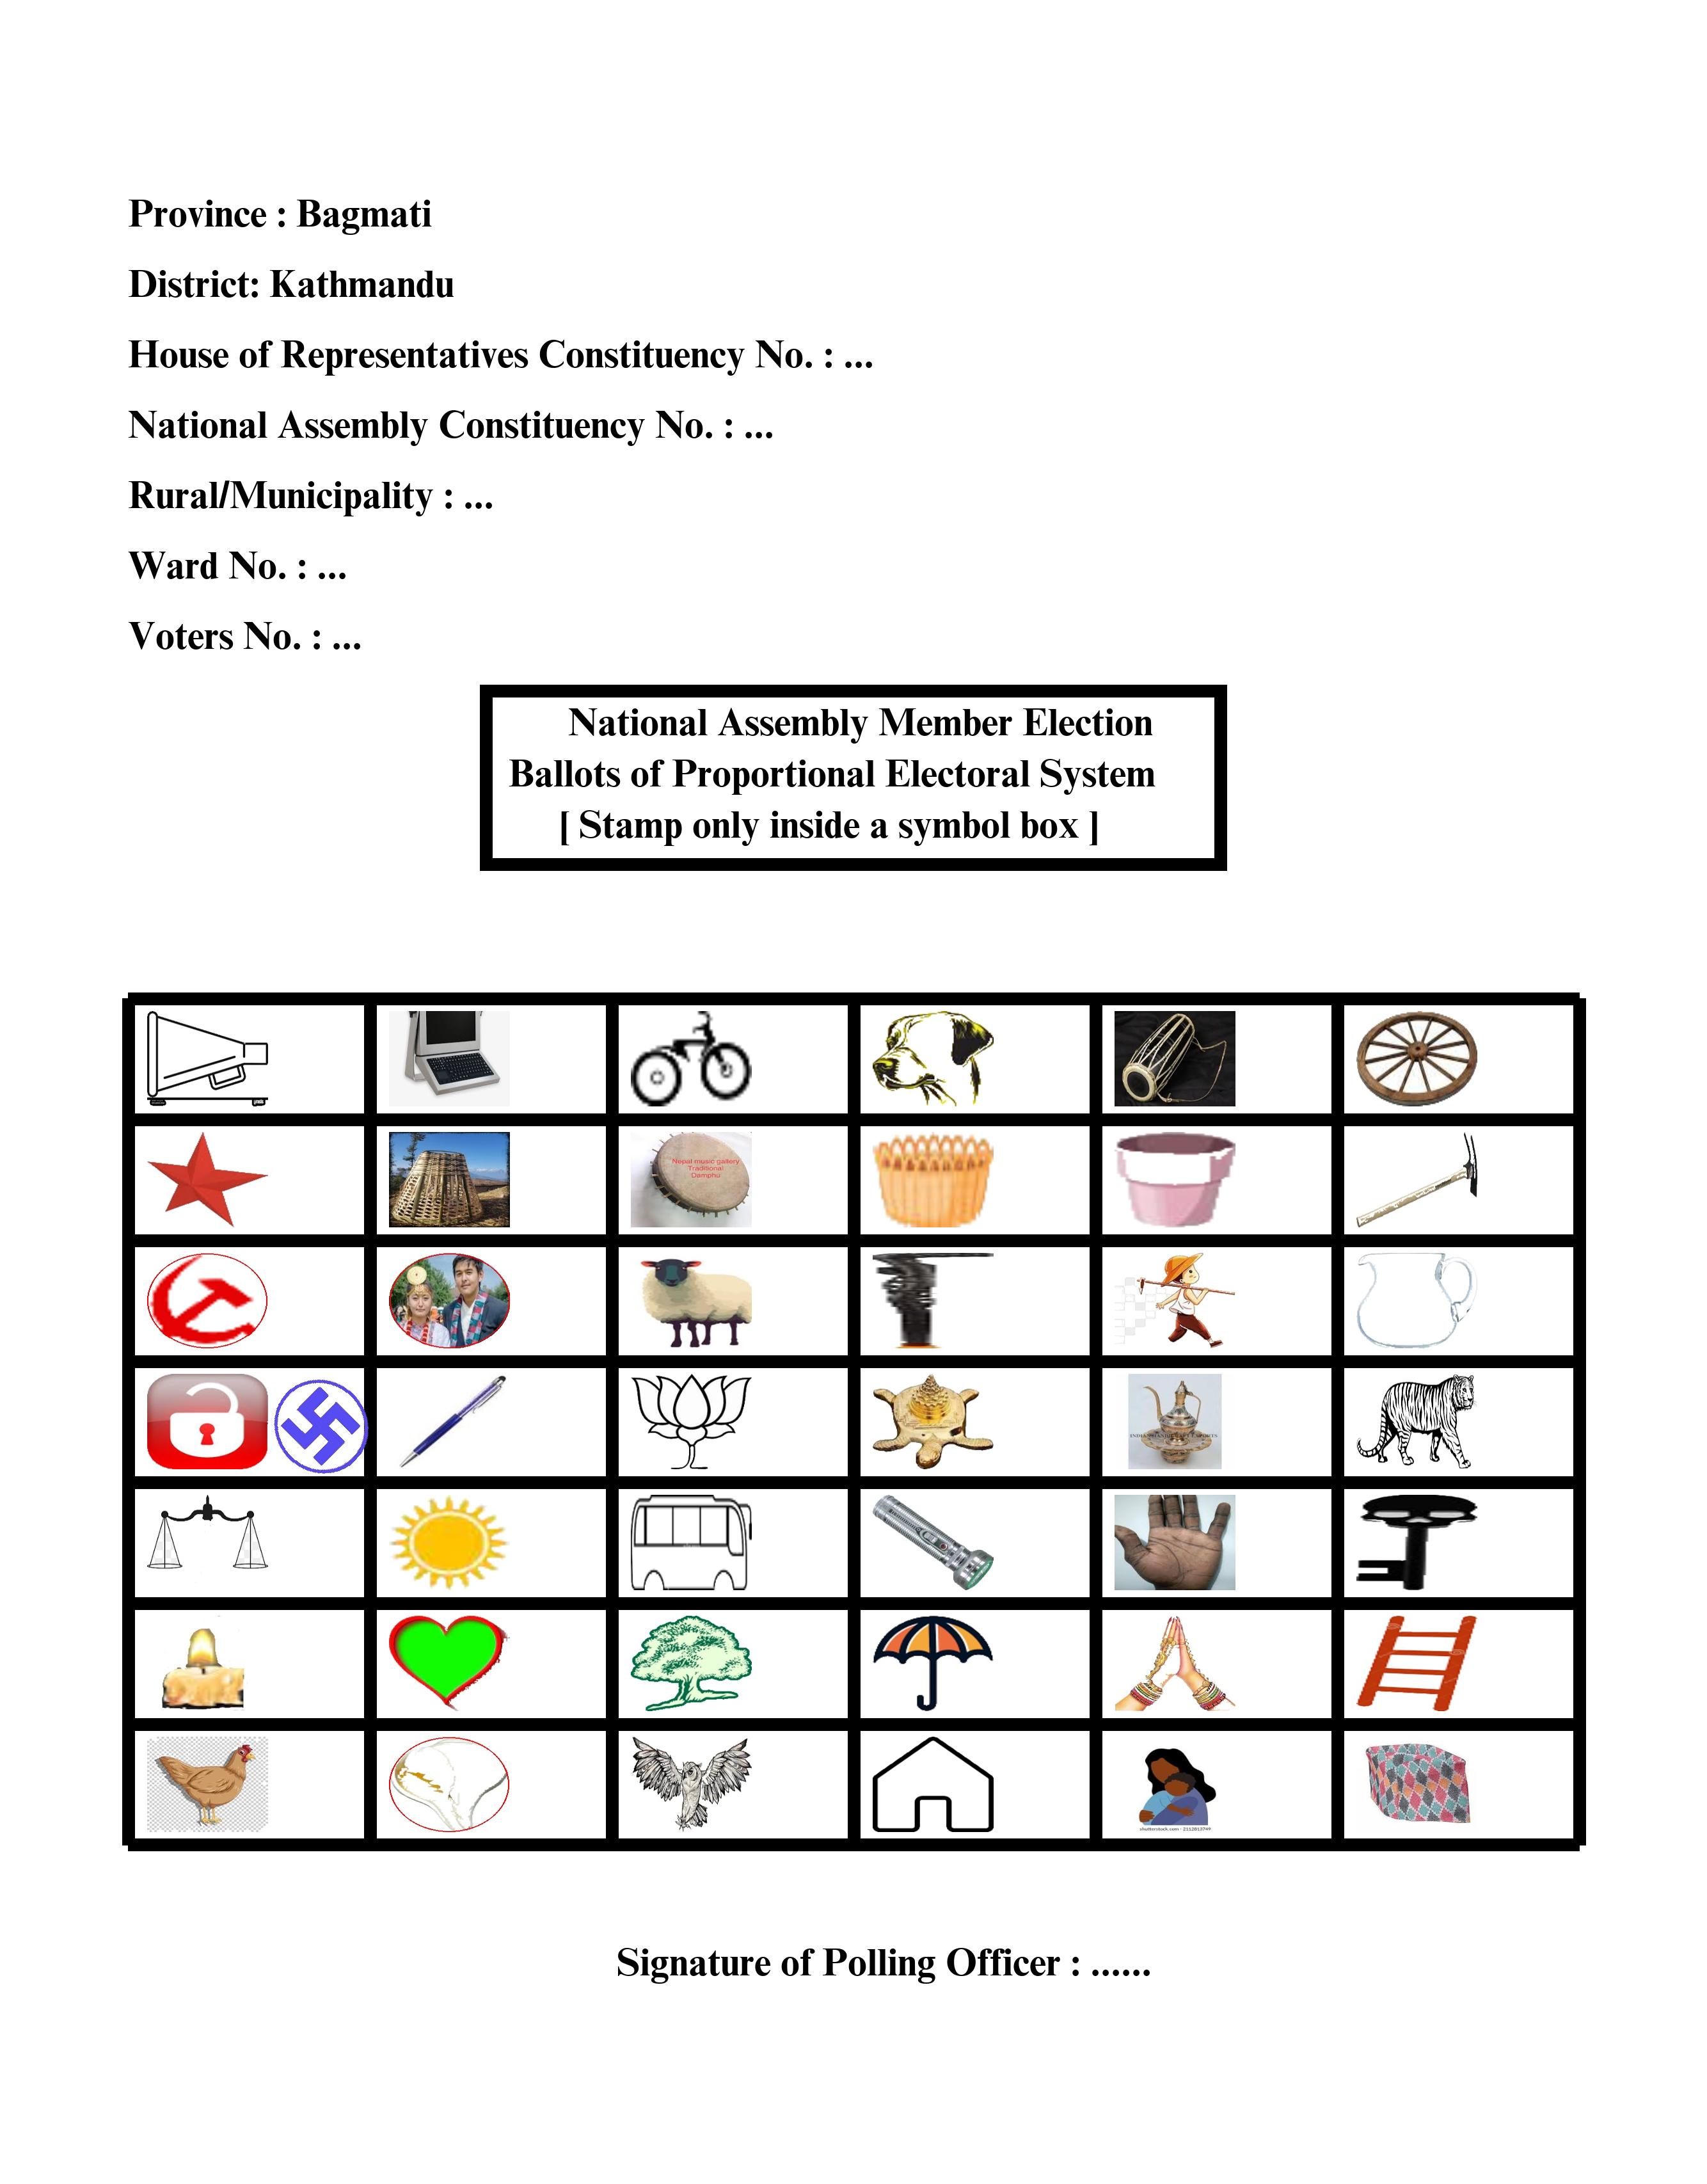 Province : Bagmati
District: Kathmandu
House of Representatives Constituency No. : ...
National Assembly Constituency No. : ...
Rural/Municipality : ...
Ward No. : ...
Voters No. : ...
National Assembly Member Election
Ballots of Proportional Electoral System
[ Stamp only inside a symbol box ]
Nepal music gallery
Traditional
Damphu
shutterstock.com · 2112813749
Signature of Polling Officer : ......